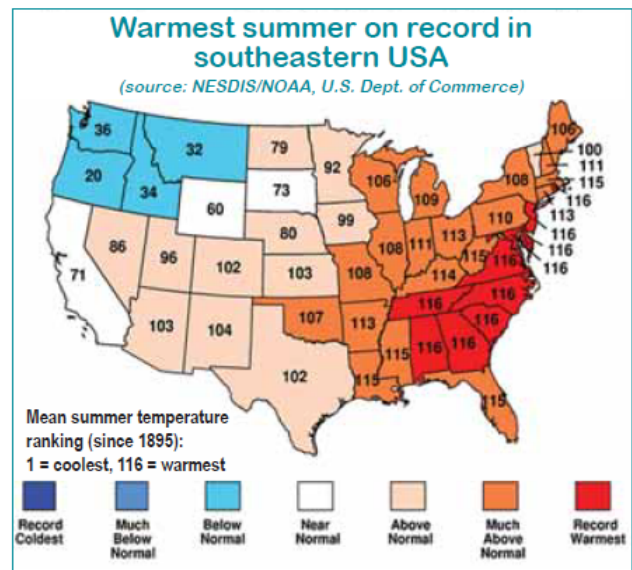 Warmest summer on record in
southeastern USA
(source: NESDIS/NOAA, U.S. Dept. of Commerce)
36
32
79
92
106
100
111
115
116
113
116
116
116
20
34
60
73
106
109
108
110
99
80
71
86
96
102
103
108
108
111
113
115
116
114
103
104
107
113
116
116
116
102
115
115
116
116
115
Mean summer temperature
ranking (since 1895):
1 = coolest, 116 = warmest
Record
Coldest
Much
Below
Normal
Below
Normal
Near
Normal
Above
Normal
Much
Above
Normal
Record
Warmest